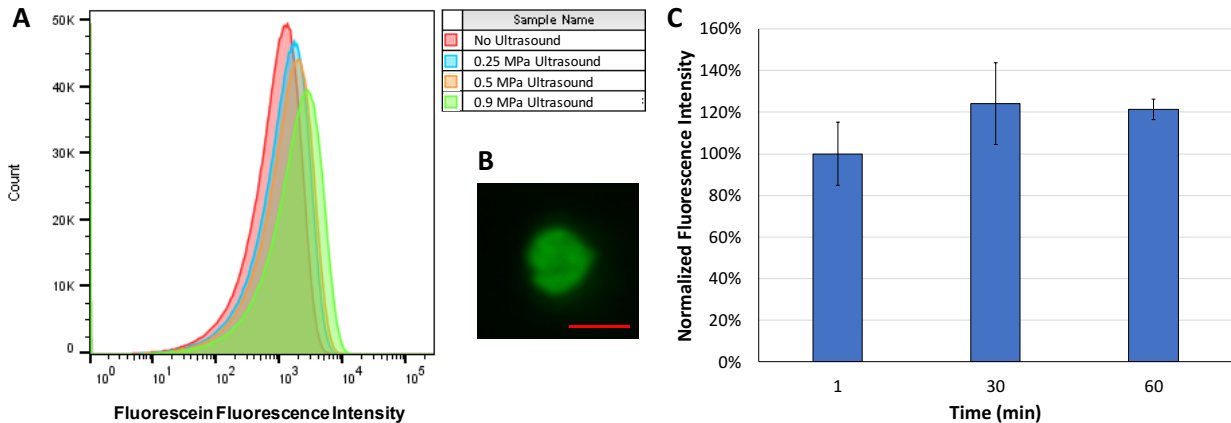 A
50K
40K
30K
20K
10K
0
Count
10^0 10^1 10^2 10^3 10^4 10^5
Fluorescein Fluorescence Intensity
Sample Name
No Ultrasound
0.25 MPa Ultrasound
0.5 MPa Ultrasound
0.9 MPa Ultrasound
B
C
160%
140%
120%
100%
80%
60%
40%
20%
0%
Normalized Fluorescence Intensity
1 30 60
Time (min)